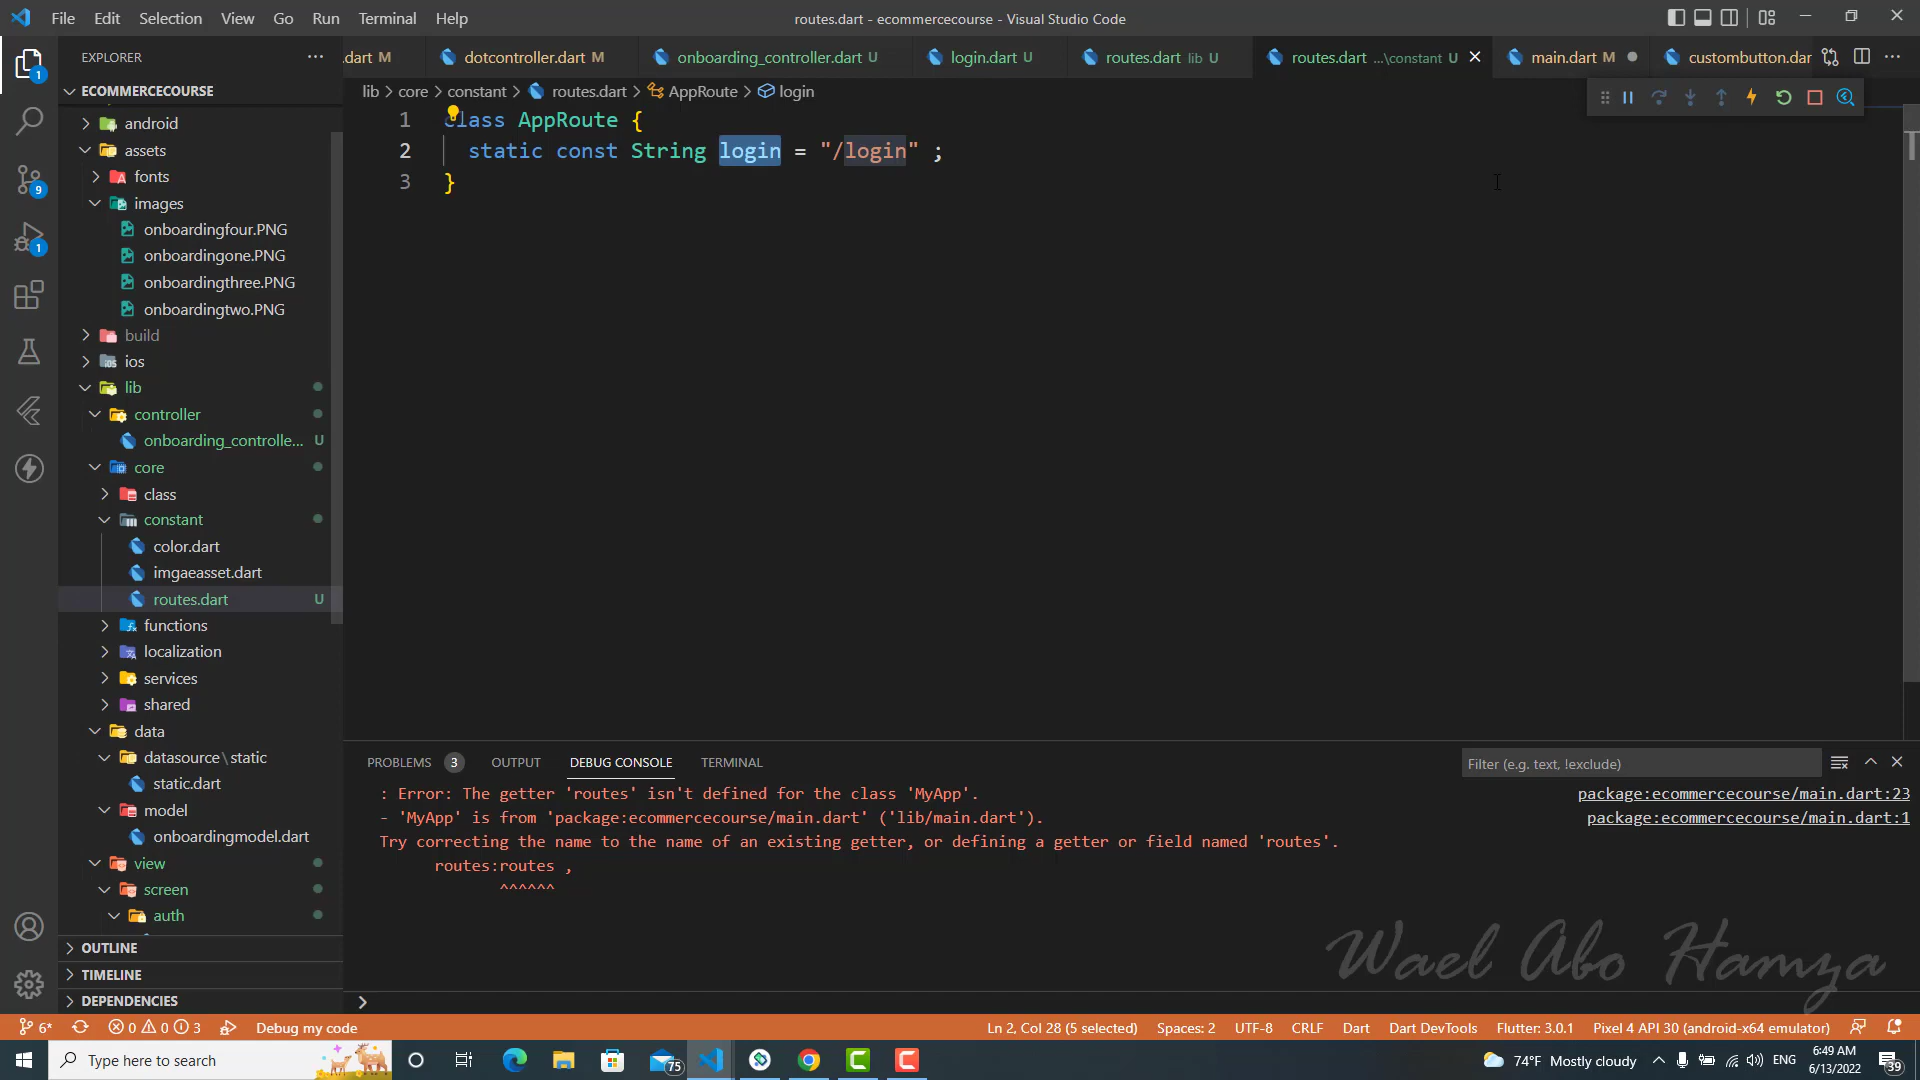 File Edit Selection View Go Run Terminal Help
routes.dart - ecommercecourse - Visual Studio Code
EXPLORER
.dart M
dotcontroller.dart M
onboarding_controller.dart U
login.dart U
routes.dart lib U
routes.dart ...\constant U
main.dart M
custombutton.dar
ECOMMERCECOURSE
lib > core > constant > routes.dart > AppRoute > login
1 class AppRoute {
2 static const String login = "/login" ;
3 }
android
assets
fonts
images
onboardingfour.PNG
onboardingone.PNG
onboardingthree.PNG
onboardingtwo.PNG
build
ios
lib
controller
onboarding_controlle... U
core
class
constant
color.dart
imgaeasset.dart
routes.dart U
functions
localization
services
shared
data
datasource\static
static.dart
model
onboardingmodel.dart
view
screen
auth
OUTLINE
TIMELINE
DEPENDENCIES
1
9
1
PROBLEMS 3 OUTPUT DEBUG CONSOLE TERMINAL
Filter (e.g. text, !exclude)
: Error: The getter 'routes' isn't defined for the class 'MyApp'.
package:ecommercecourse/main.dart:23
- 'MyApp' is from 'package:ecommercecourse/main.dart' ('lib/main.dart').
package:ecommercecourse/main.dart:1
Try correcting the name to the name of an existing getter, or defining a getter or field named 'routes'.
routes:routes ,
^^^^^^
Wael Abo Hamza
6* 0 0 3 Debug my code
Ln 2, Col 28 (5 selected) Spaces: 2 UTF-8 CRLF Dart Dart DevTools Flutter: 3.0.1 Pixel 4 API 30 (android-x64 emulator)
Type here to search
75
74°F Mostly cloudy
ENG
6:49 AM
6/13/2022
39